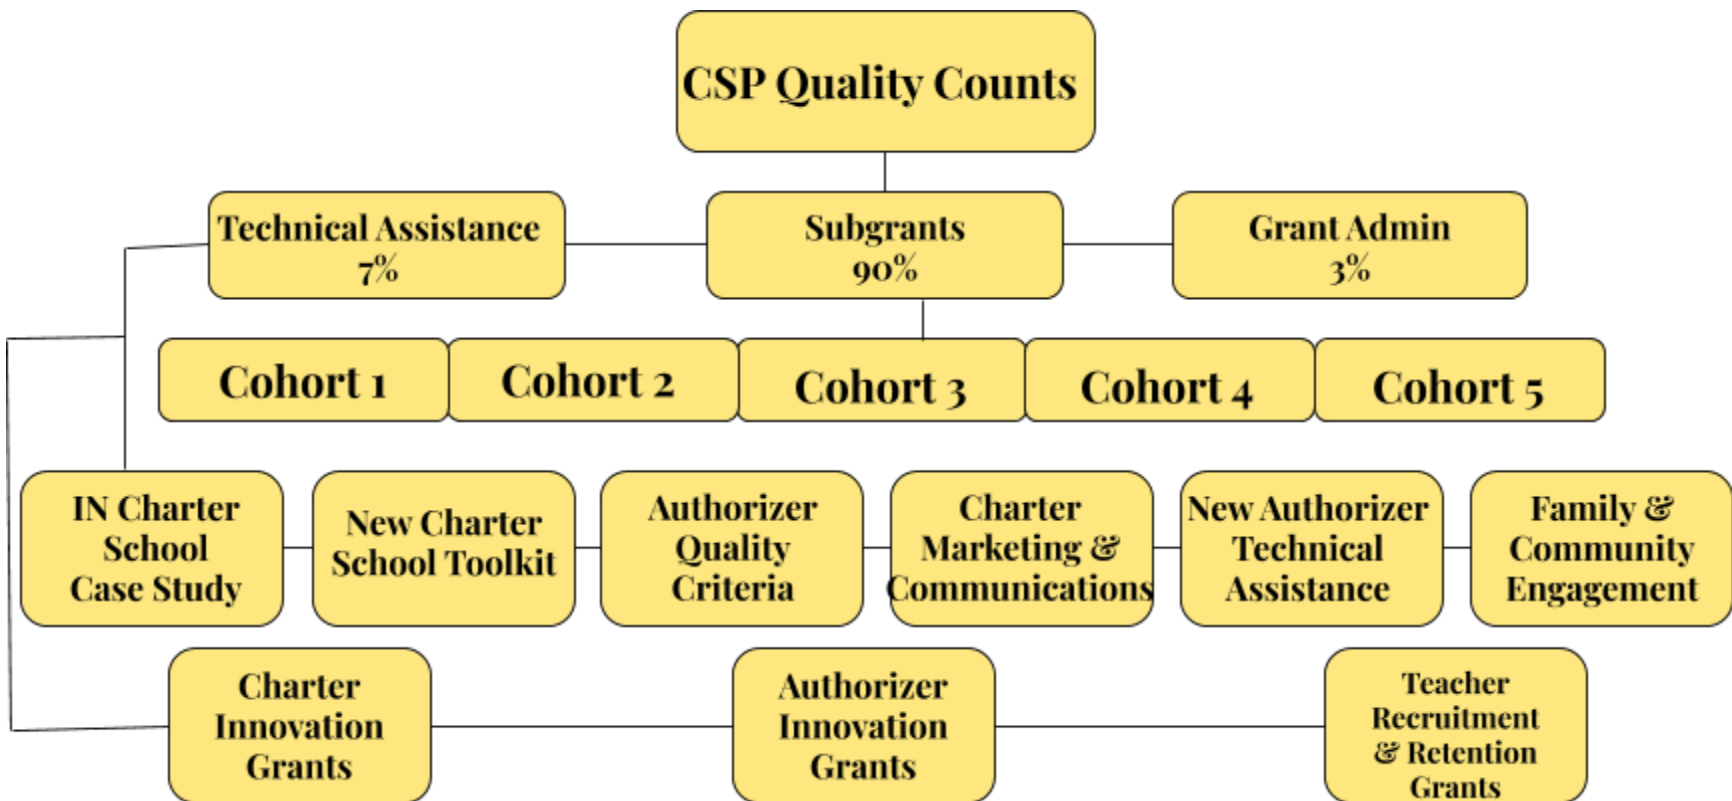 CSP Quality Counts
Technical Assistance
7%
Subgrants
90%
Grant Admin
3%
Cohort 1
Cohort 2
Cohort 3
Cohort 4
Cohort 5
IN Charter
School
Case Study
New Charter
School Toolkit
Authorizer
Quality
Criteria
Charter
Marketing &
Communications
New Authorizer
Technical
Assistance
Family &
Community
Engagement
Charter
Innovation
Grants
Authorizer
Innovation
Grants
Teacher
Recruitment
& Retention
Grants